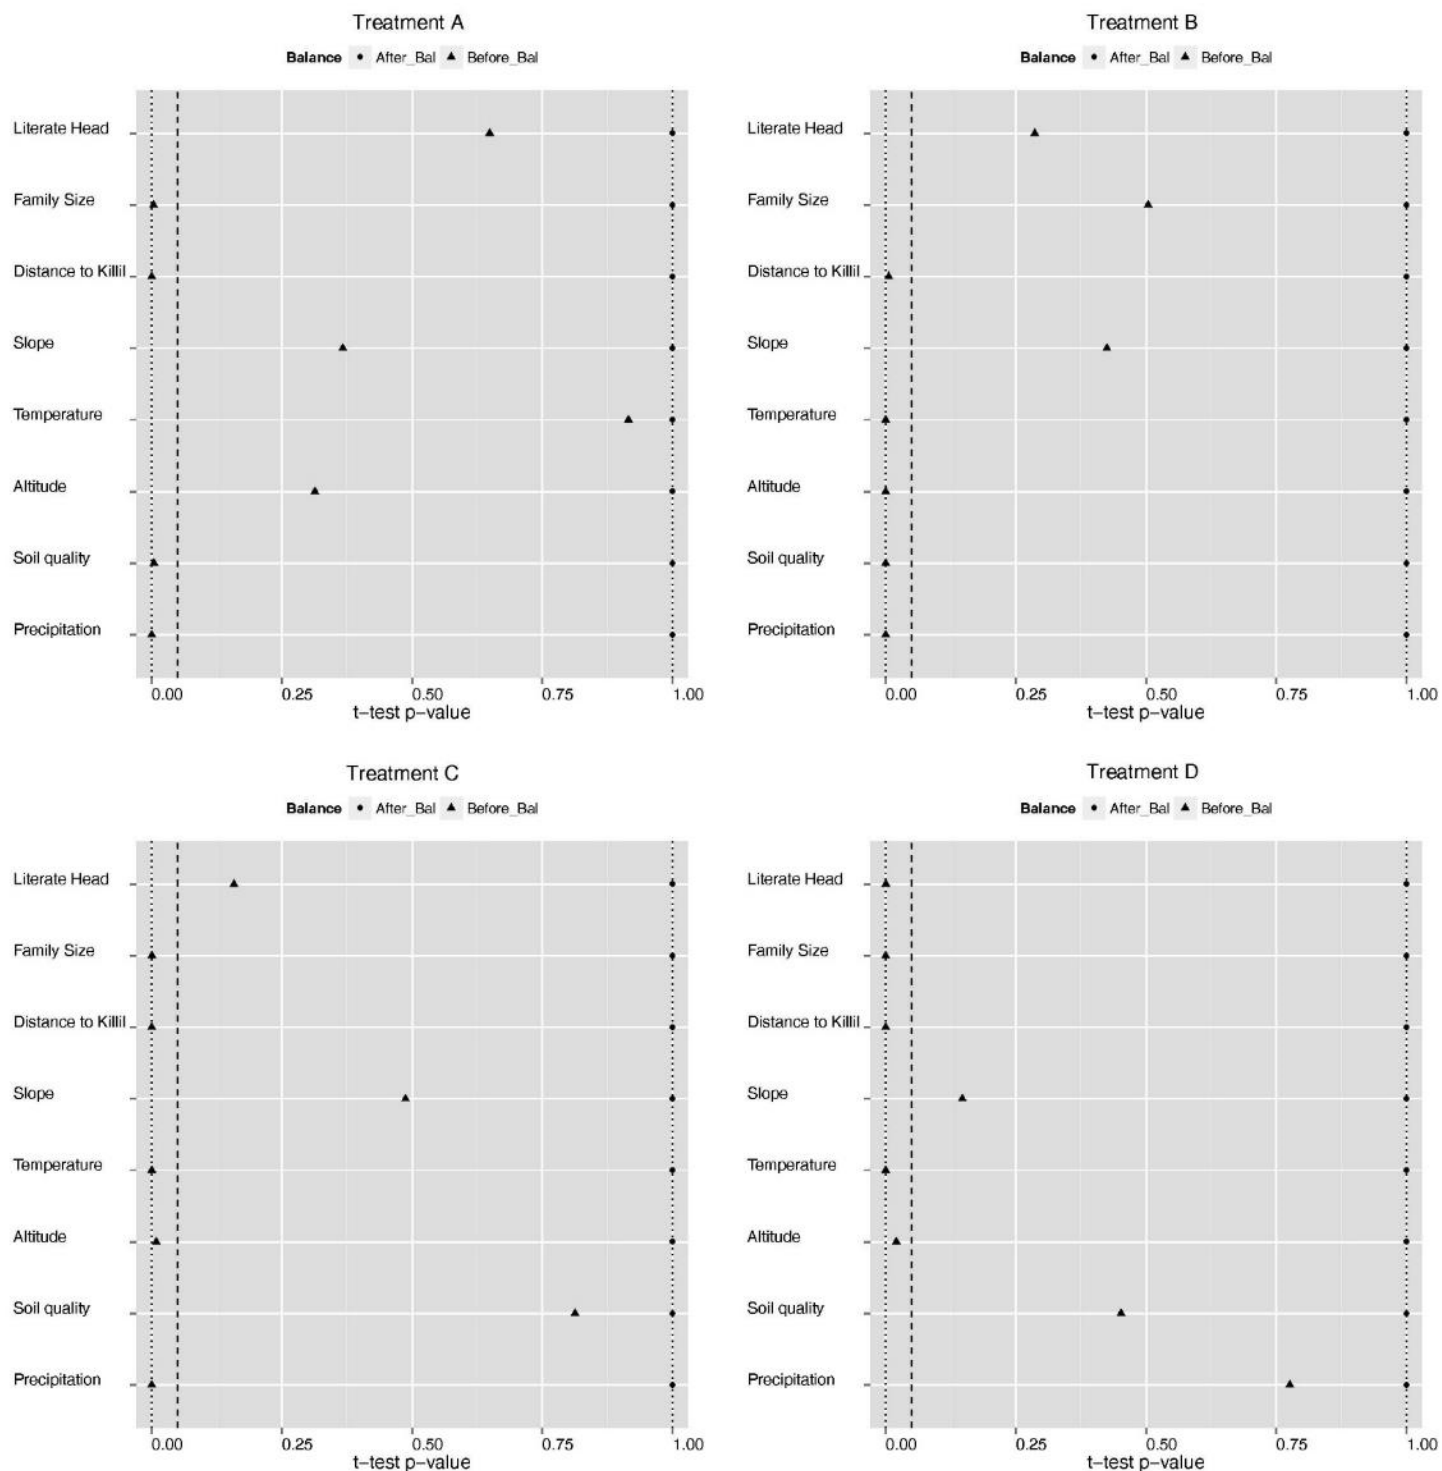 Treatment A
Balance After_Bal Before_Bal
Literate Head
Family Size
Distance to Killil
Slope
Temperature
Altitude
Soil quality
Precipitation
0.00 0.25 0.50 0.75 1.00
t-test p-value
Treatment B
Balance After_Bal Before_Bal
Literate Head
Family Size
Distance to Killil
Slope
Temperature
Altitude
Soil quality
Precipitation
0.00 0.25 0.50 0.75 1.00
t-test p-value
Treatment C
Balance After_Bal Before_Bal
Literate Head
Family Size
Distance to Killil
Slope
Temperature
Altitude
Soil quality
Precipitation
0.00 0.25 0.50 0.75 1.00
t-test p-value
Treatment D
Balance After_Bal Before_Bal
Literate Head
Family Size
Distance to Killil
Slope
Temperature
Altitude
Soil quality
Precipitation
0.00 0.25 0.50 0.75 1.00
t-test p-value